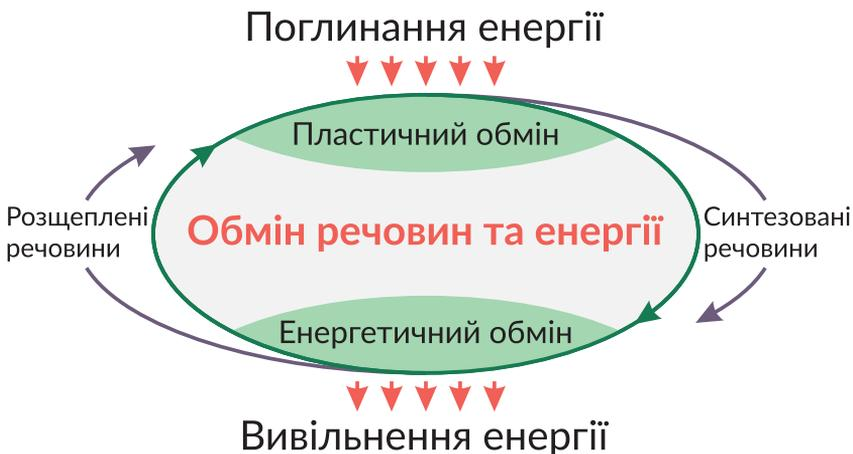 Поглинання енергії
Пластичний обмін
Розщеплені
речовини
Обмін речовин та енергії
Синтезовані
речовини
Енергетичний обмін
Вивільнення енергії